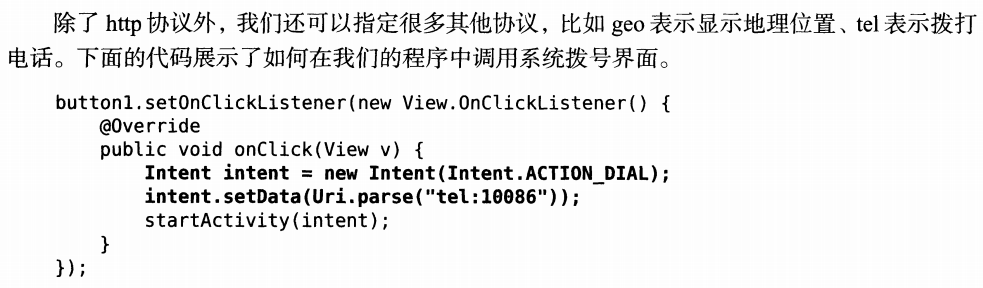 除了 http 协议外，我们还可以指定很多其他协议，比如 geo 表示显示地理位置、tel 表示拨打
电话。下面的代码展示了如何在我们的程序中调用系统拨号界面。
button1.setOnClickListener(new View.OnClickListener() {
    @Override
    public void onClick(View v) {
        Intent intent = new Intent(Intent.ACTION_DIAL);
        intent.setData(Uri.parse("tel:10086"));
        startActivity(intent);
    }
});